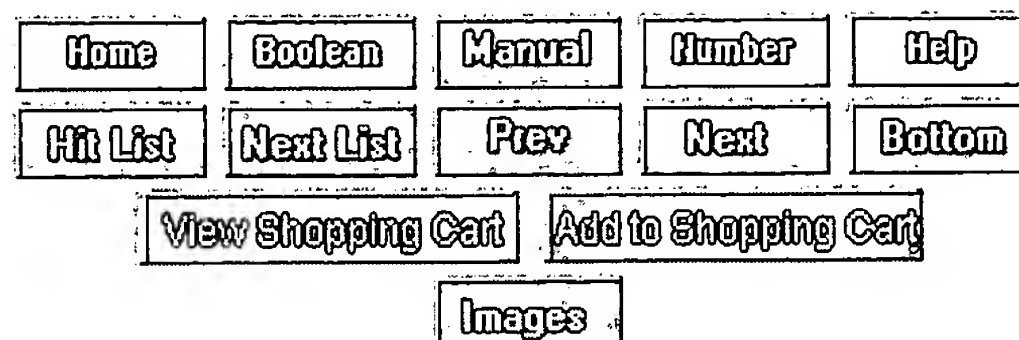 Home Boolean Manual Number Help
Hit List Next List Prev Next Bottom
View Shopping Cart Add to Shopping Cart
Images